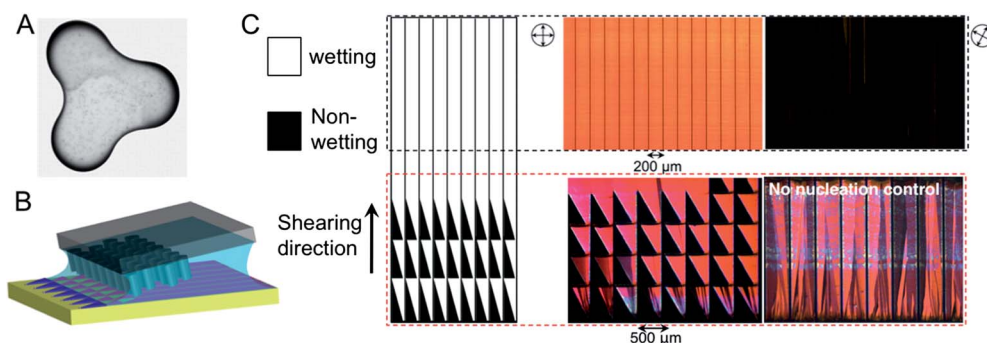 A
B
C
wetting
Non-
wetting
Shearing
direction
200 μm
No nucleation control
500 μm